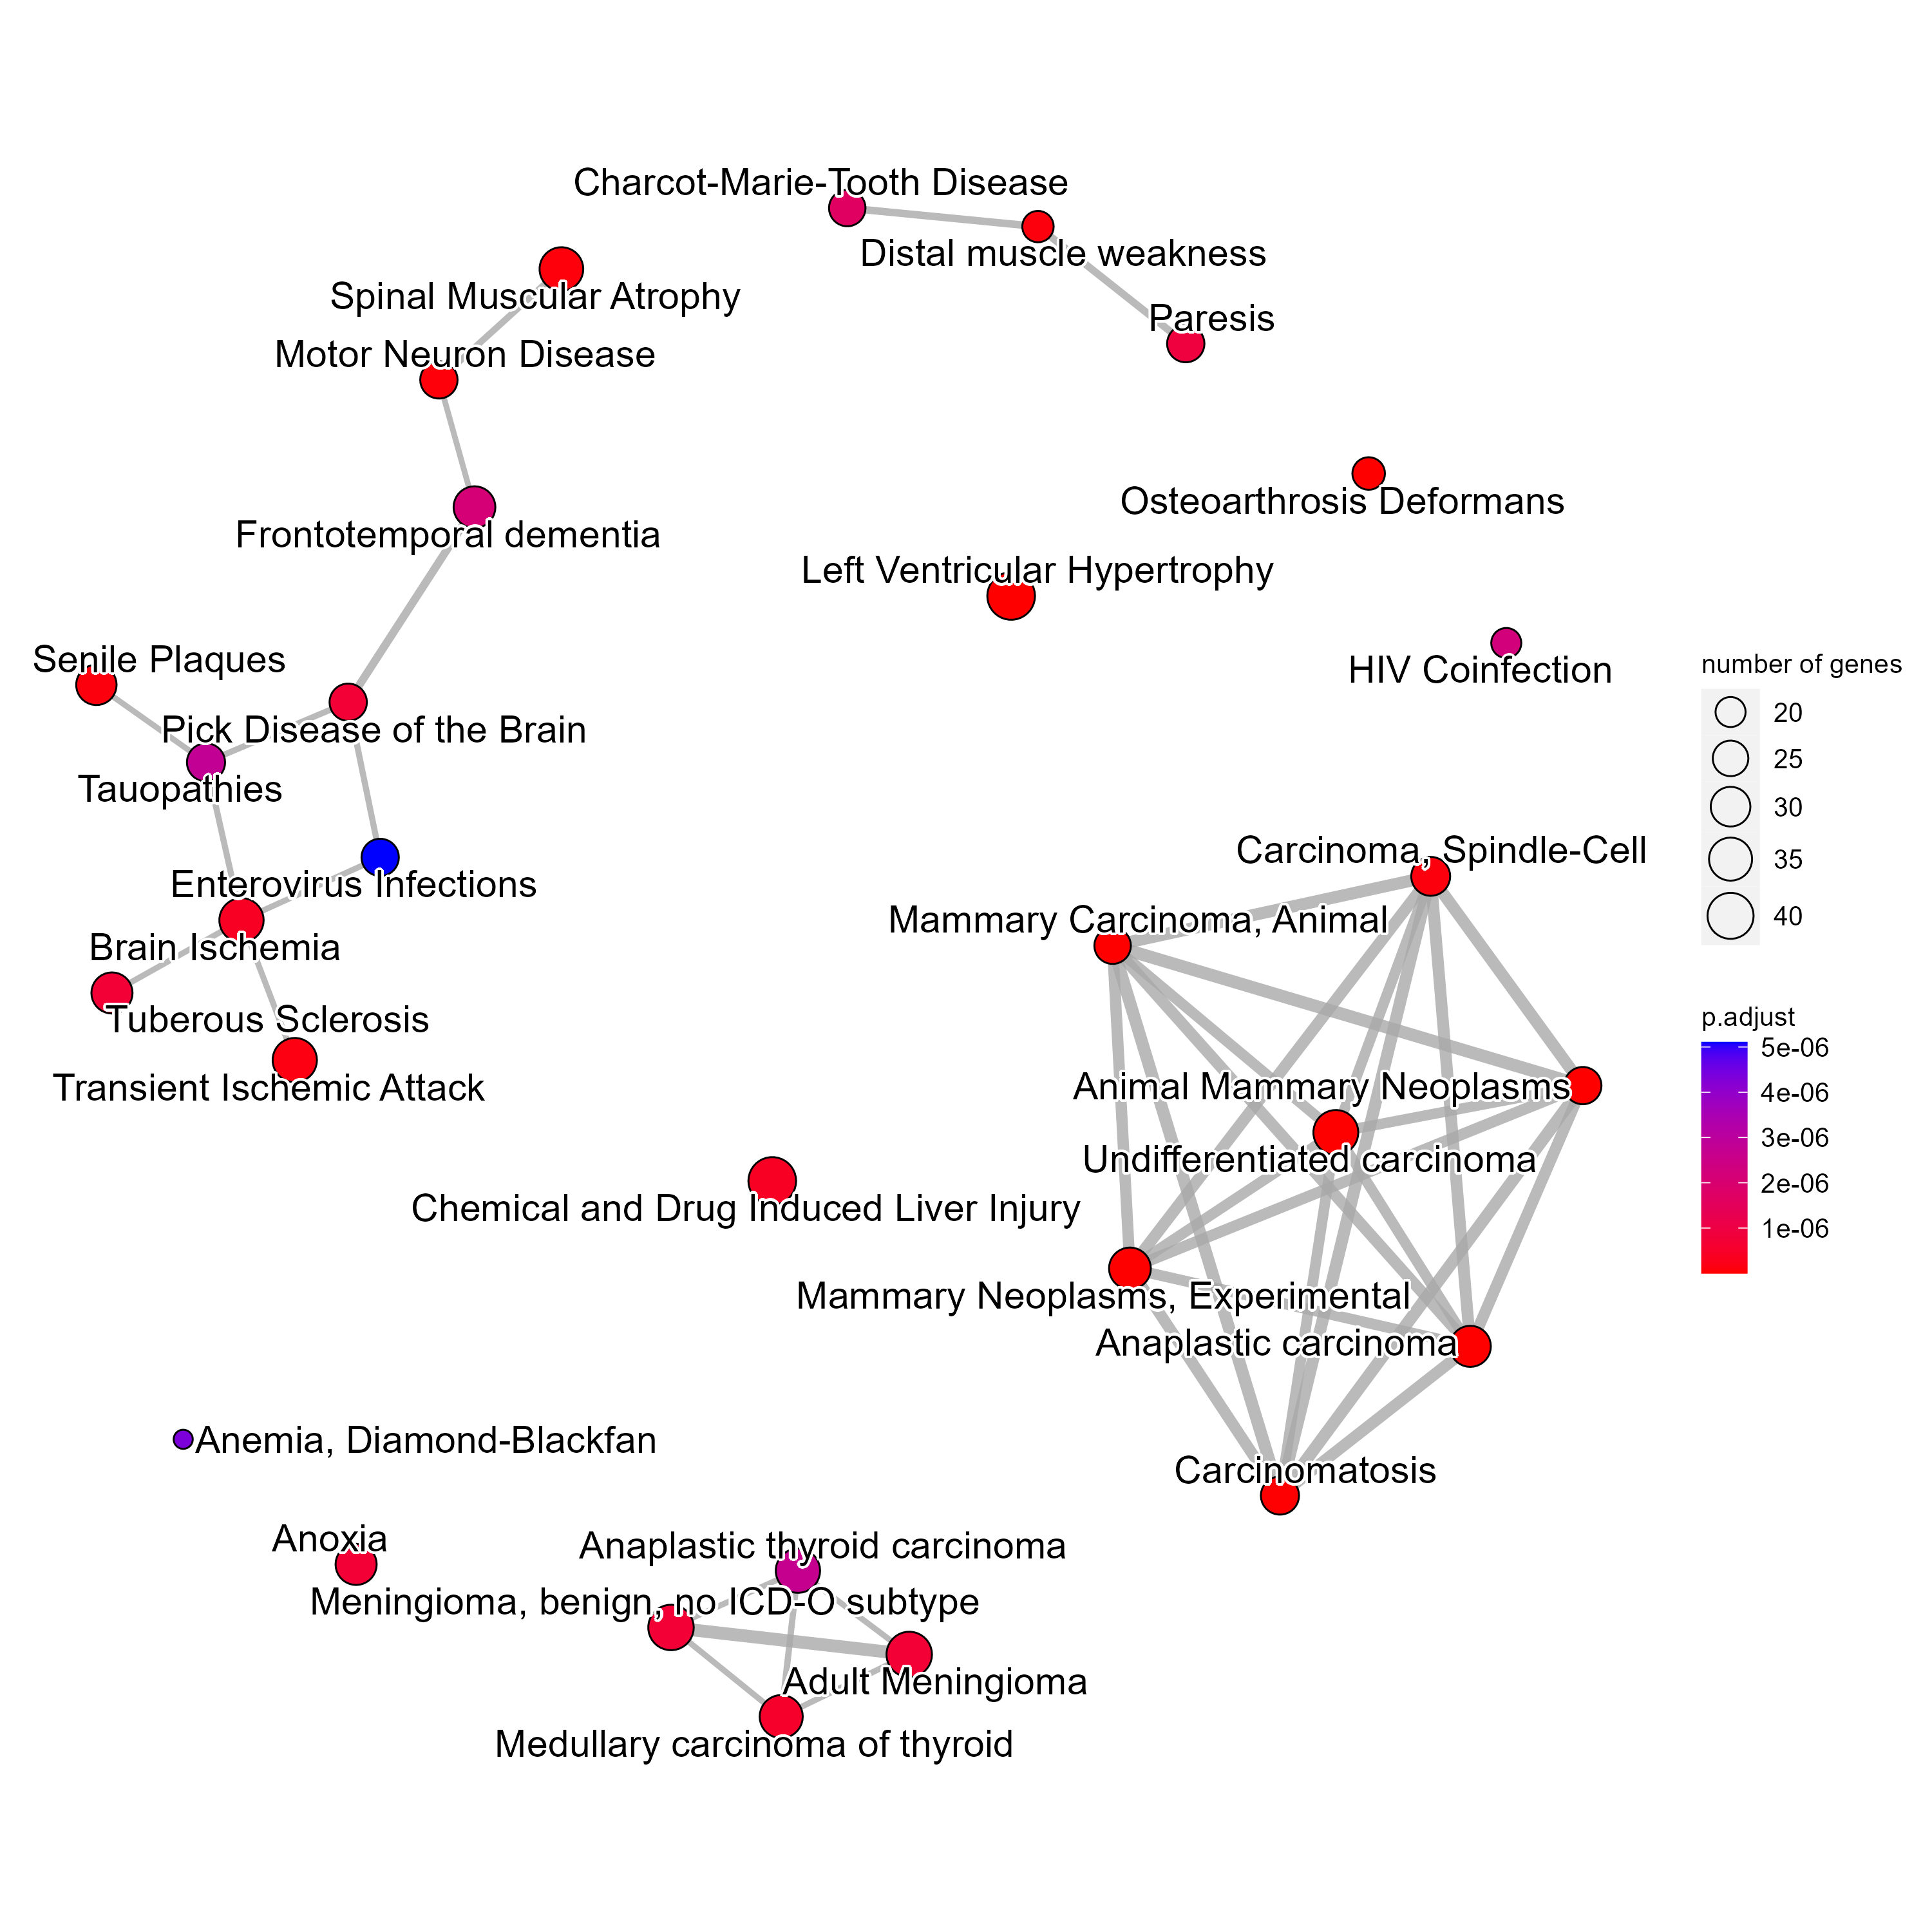 Charcot-Marie-Tooth Disease
Distal muscle weakness
Spinal Muscular Atrophy
Paresis
Motor Neuron Disease
Osteoarthrosis Deformans
Frontotemporal dementia
Left Ventricular Hypertrophy
Senile Plaques
HIV Coinfection
Pick Disease of the Brain
Tauopathies
Enterovirus Infections
Brain Ischemia
Tuberous Sclerosis
Transient Ischemic Attack
number of genes
20
25
30
35
40
Carcinoma, Spindle-Cell
Mammary Carcinoma, Animal
p.adjust
5e-06
4e-06
3e-06
2e-06
1e-06
Animal Mammary Neoplasms
Undifferentiated carcinoma
Chemical and Drug Induced Liver Injury
Mammary Neoplasms, Experimental
Anaplastic carcinoma
Anemia, Diamond-Blackfan
Carcinomatosis
Anoxia
Anaplastic thyroid carcinoma
Meningioma, benign, no ICD-O subtype
Adult Meningioma
Medullary carcinoma of thyroid